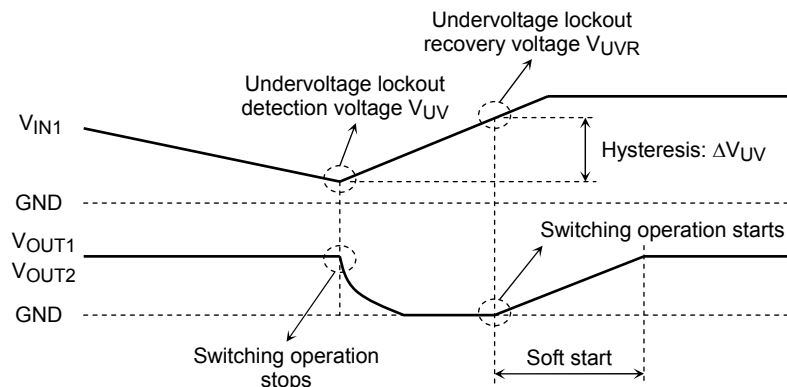 Undervoltage lockout
recovery voltage VUVR
Undervoltage lockout
detection voltage VUV
VIN1
Hysteresis: ΔVUV
GND
Switching operation starts
VOUT1
VOUT2
GND
Switching operation
stops
Soft start